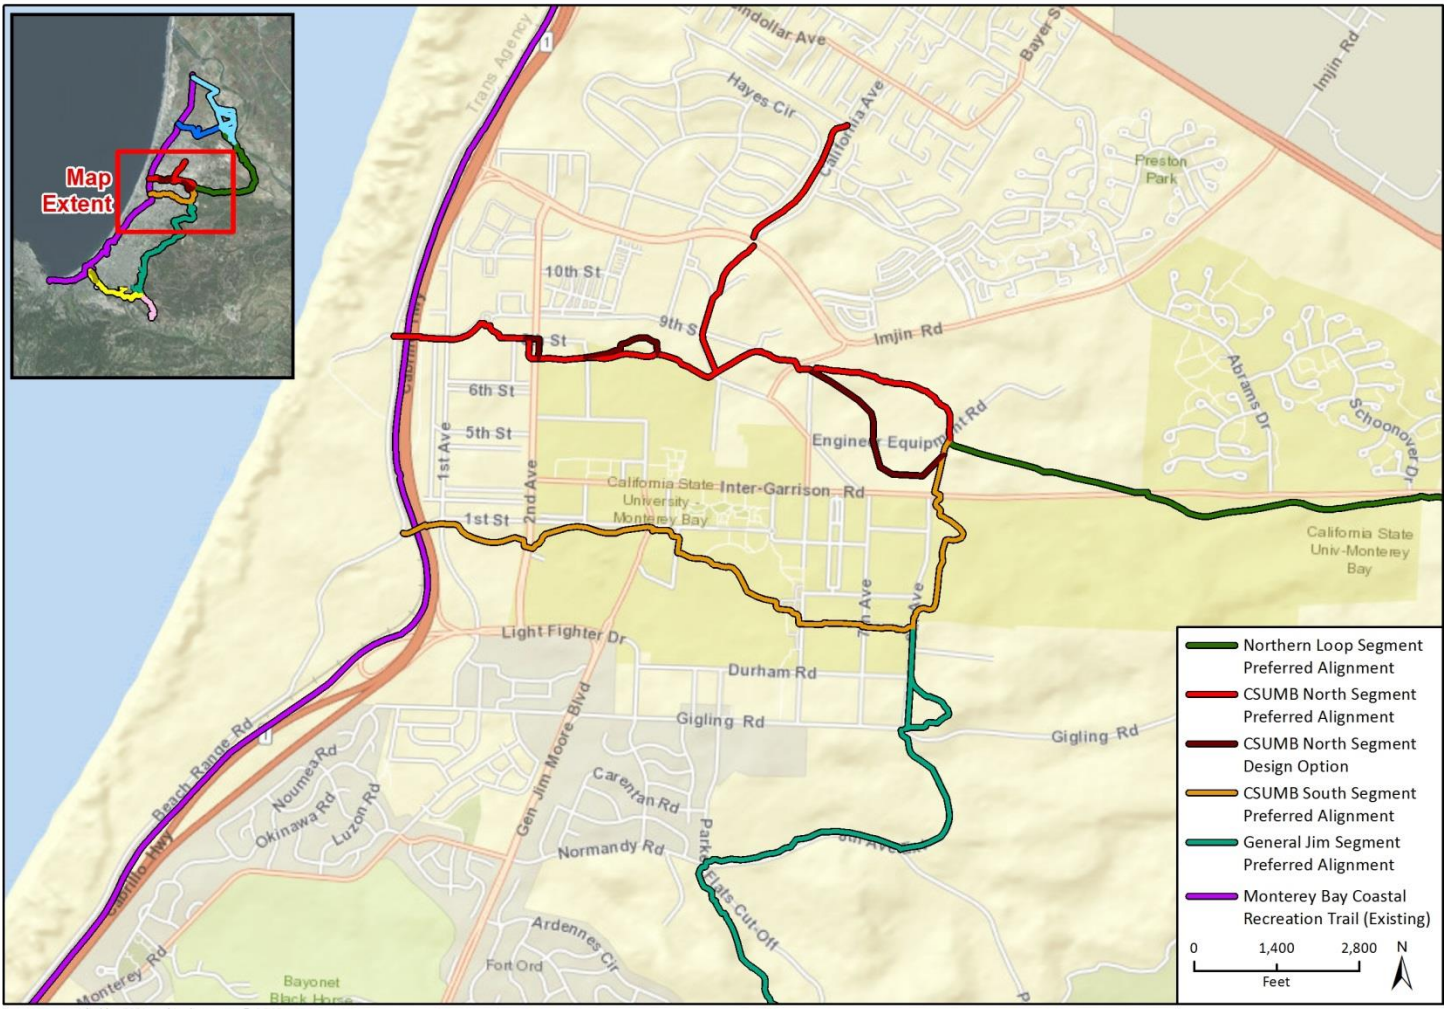 Map
Extent
Trans Agency
1
ndollar Ave
Bayer S
Imjin Rd
Hayes Cir
California Ave
Preston
Park
10th St
9th S
St
Imjin Rd
6th St
5th St
1st Ave
2nd Ave
1st St
Engineer Equipment Rd
Abrams Dr
Schoonover Dr
California State
University -
Monterey Bay
Inter-Garrison Rd
California State
Univ-Monterey
Bay
7th Ave
Ave
Light Fighter Dr
Durham Rd
Gigling Rd
Gigling Rd
Beach Range Rd
1
Noumea Rd
Okinawa Rd
Luzon Rd
Gen Jim Moore Blvd
Carentan Rd
Normandy Rd
Cabrillo Hwy
Flats Cut-Off
Ardennes Cir
Fort Ord
Monterey Rd
Bayonet
Black Horse
Northern Loop Segment
Preferred Alignment
CSUMB North Segment
Preferred Alignment
CSUMB North Segment
Design Option
CSUMB South Segment
Preferred Alignment
General Jim Segment
Preferred Alignment
Monterey Bay Coastal
Recreation Trail (Existing)
0 1,400 2,800 N
Feet